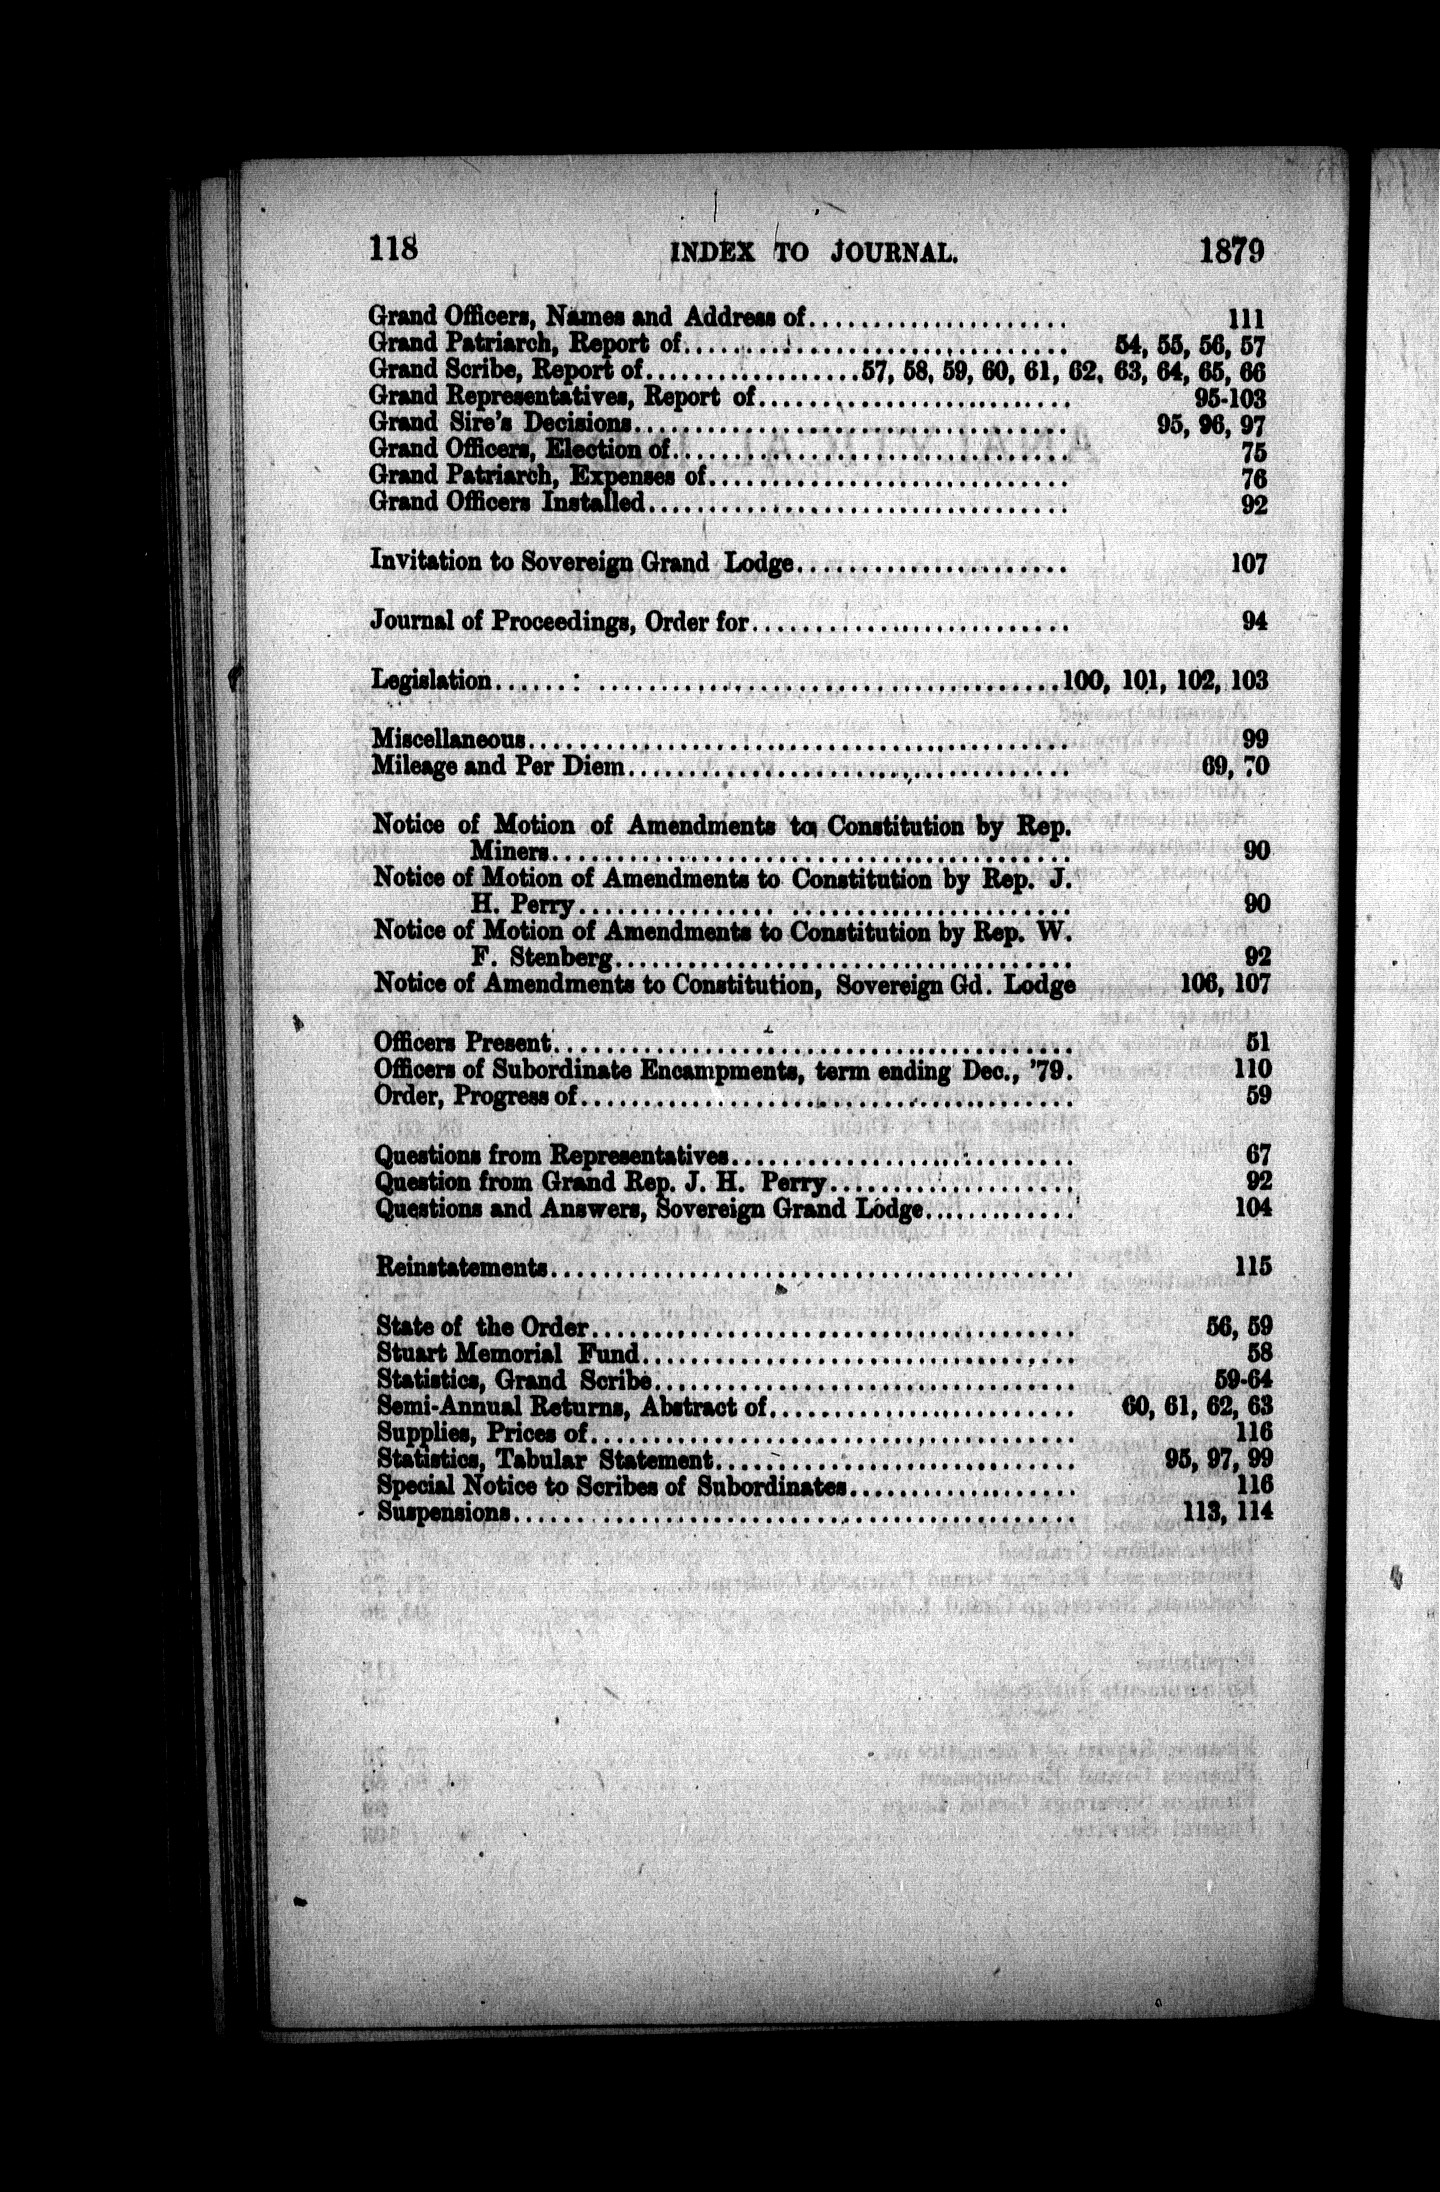 118 INDEX TO JOURNAL. 1879
Grand Officers, Names and Address of.................... 111
Grand Patriarch, Report of.............................. 54, 55, 56, 57
Grand Scribe, Report of..................57, 58, 59, 60, 61, 62, 63, 64, 65, 66
Grand Representatives, Report of......................... 95-103
Grand Sire's Decisions.................................. 95, 96, 97
Grand Officers, Election of............................... 75
Grand Patriarch, Expenses of............................ 76
Grand Officers Installed................................. 92
Invitation to Sovereign Grand Lodge..................... 107
Journal of Proceedings, Order for......................... 94
Legislation...... : .....................................100, 101, 102, 103
Miscellaneous........................................... 99
Mileage and Per Diem................................... 69, 70
Notice of Motion of Amendments to Constitution by Rep.
Miners......................................... 90
Notice of Motion of Amendments to Constitution by Rep. J.
H. Perry................ ...................... 90
Notice of Motion of Amendments to Constitution by Rep. W.
F. Stenberg.................................... 92
Notice of Amendments to Constitution, Sovereign Gd. Lodge 106, 107
Officers Present......................................... 51
Officers of Subordinate Encampments, term ending Dec., '79. 110
Order, Progress of....................................... 59
Questions from Representatives........................... 67
Question from Grand Rep. J. H. Perry.................... 92
Questions and Answers, Sovereign Grand Lodge............ 104
Reinstatements.......................................... 115
State of the Order...................................... 56, 59
Stuart Memorial Fund.................................. 58
Statistics, Grand Scribe................................. 59-64
Semi-Annual Returns, Abstract of........................ 60, 61, 62, 63
Supplies, Prices of...................................... 116
Statistics, Tabular Statement............................ 95, 97, 99
Special Notice to Scribes of Subordinates.................. 116
Suspensions............................................ 113, 114